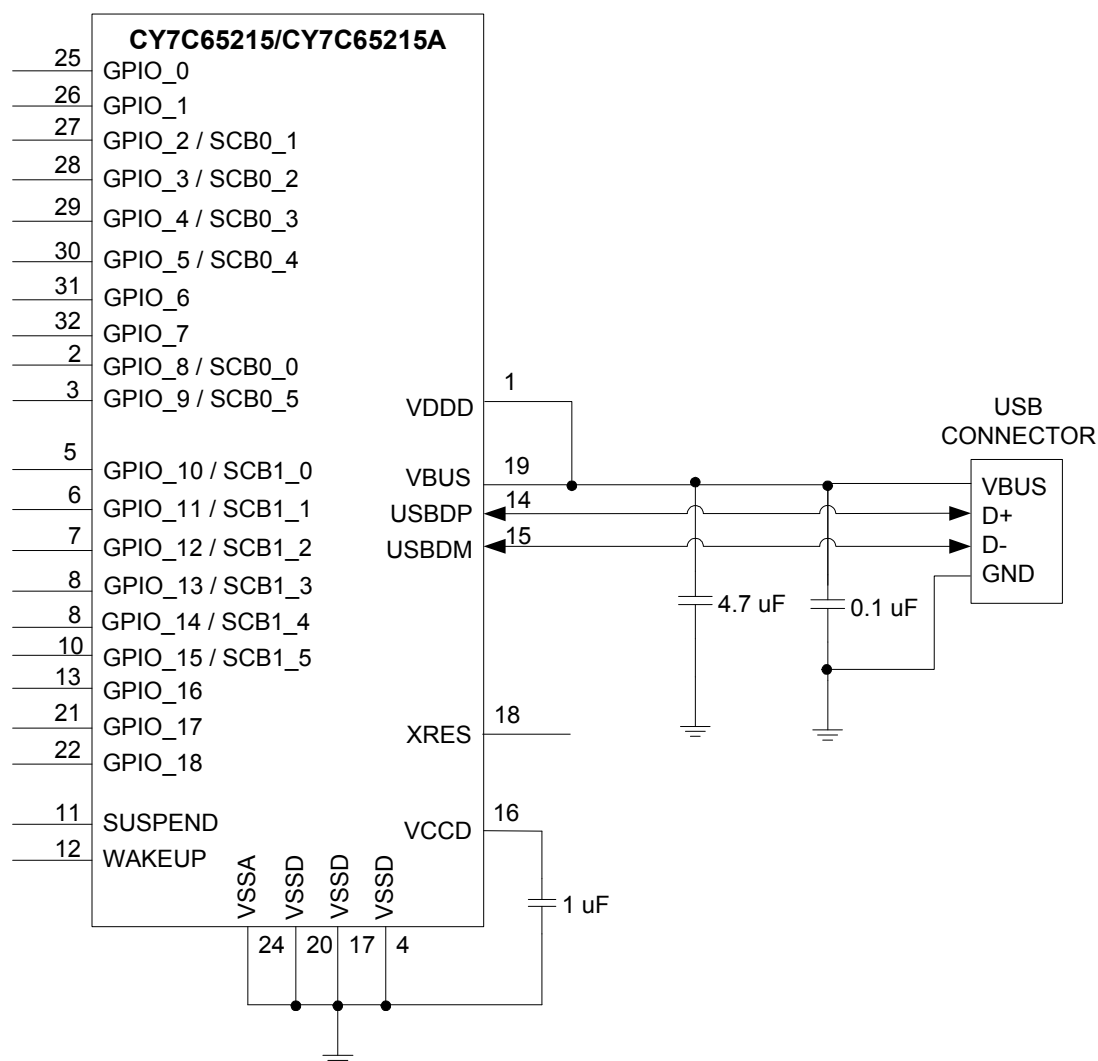 CY7C65215/CY7C65215A
25 GPIO_0
26 GPIO_1
27 GPIO_2 / SCB0_1
28 GPIO_3 / SCB0_2
29 GPIO_4 / SCB0_3
30 GPIO_5 / SCB0_4
31 GPIO_6
32 GPIO_7
2 GPIO_8 / SCB0_0
3 GPIO_9 / SCB0_5
5 GPIO_10 / SCB1_0
6 GPIO_11 / SCB1_1
7 GPIO_12 / SCB1_2
8 GPIO_13 / SCB1_3
8 GPIO_14 / SCB1_4
10 GPIO_15 / SCB1_5
13 GPIO_16
21 GPIO_17
22 GPIO_18
11 SUSPEND
12 WAKEUP
VDDD 1
VBUS 19
USBDP 14
USBDM 15
XRES 18
VCCD 16
VSSA
VSSD
VSSD
VSSD
24 20 17 4
4.7 uF
0.1 uF
1 uF
USB
CONNECTOR
VBUS
D+
D-
GND